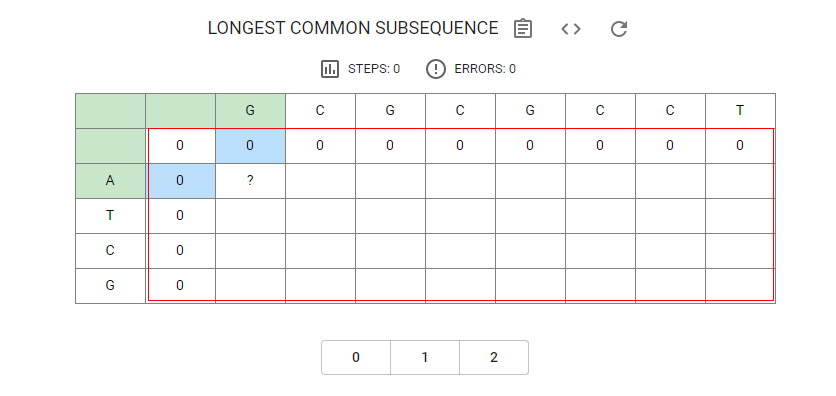 LONGEST COMMON SUBSEQUENCE
STEPS: 0 ERRORS: 0
G C G C G C C T
0 0 0 0 0 0 0 0 0
A 0 ?
T 0
C 0
G 0
0 1 2